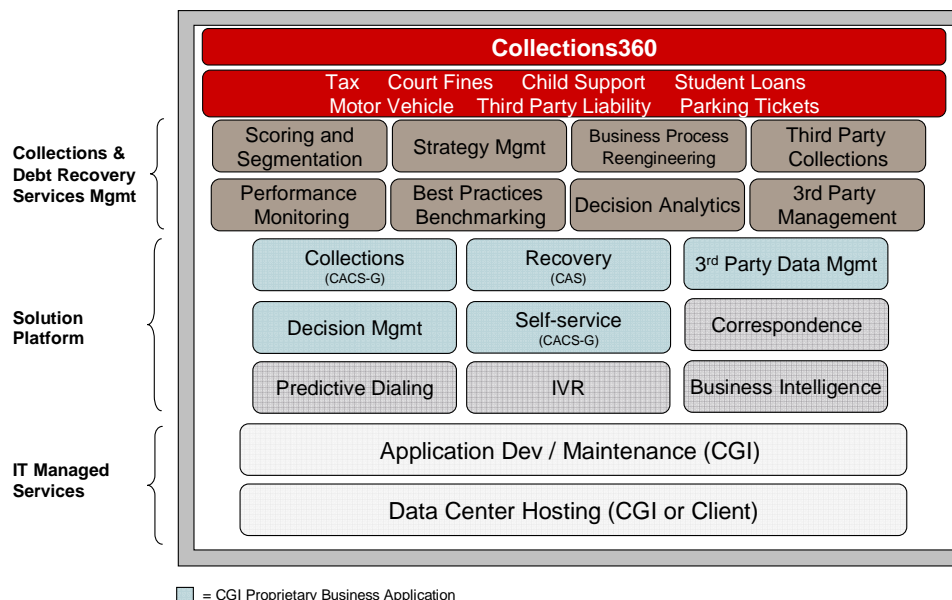 Collections360
Tax Court Fines Child Support Student Loans
Motor Vehicle Third Party Liability Parking Tickets
Collections &
Debt Recovery
Services Mgmt
Scoring and
Segmentation
Strategy Mgmt
Business Process
Reengineering
Third Party
Collections
Performance
Monitoring
Best Practices
Benchmarking
Decision Analytics
3rd Party
Management
Solution
Platform
Collections
(CACS-G)
Recovery
(CAS)
3rd Party Data Mgmt
Decision Mgmt
Self-service
(CACS-G)
Correspondence
Predictive Dialing
IVR
Business Intelligence
IT Managed
Services
Application Dev / Maintenance (CGI)
Data Center Hosting (CGI or Client)
= CGI Proprietary Business Application